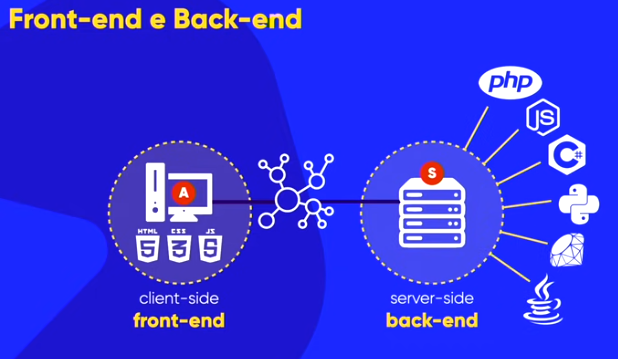 Front-end e Back-end
php
JS
C#
S
A
HTML
CSS
JS
5
3
5
client-side
front-end
server-side
back-end